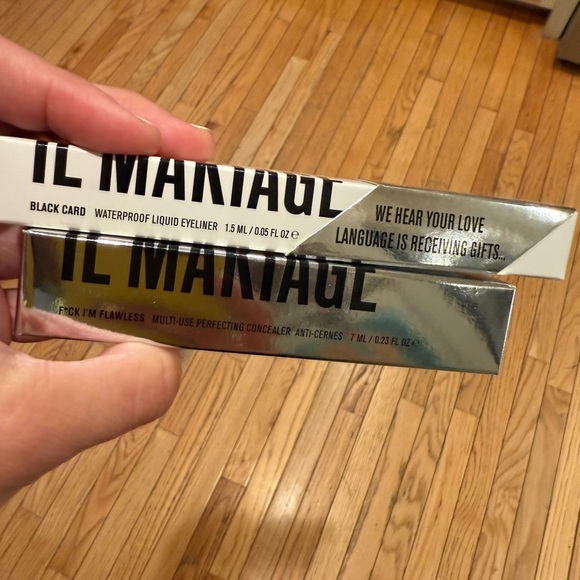 IL MAKIAGE
BLACK CARD WATERPROOF LIQUID EYELINER 1.5 ML / 0.05 FL OZ ℮
WE HEAR YOUR LOVE
LANGUAGE IS RECEIVING GIFTS...
IL MAKIAGE
F*CK I'M FLAWLESS MULTI-USE PERFECTING CONCEALER ANTI-CERNES 7 ML / 0.23 FL OZ ℮